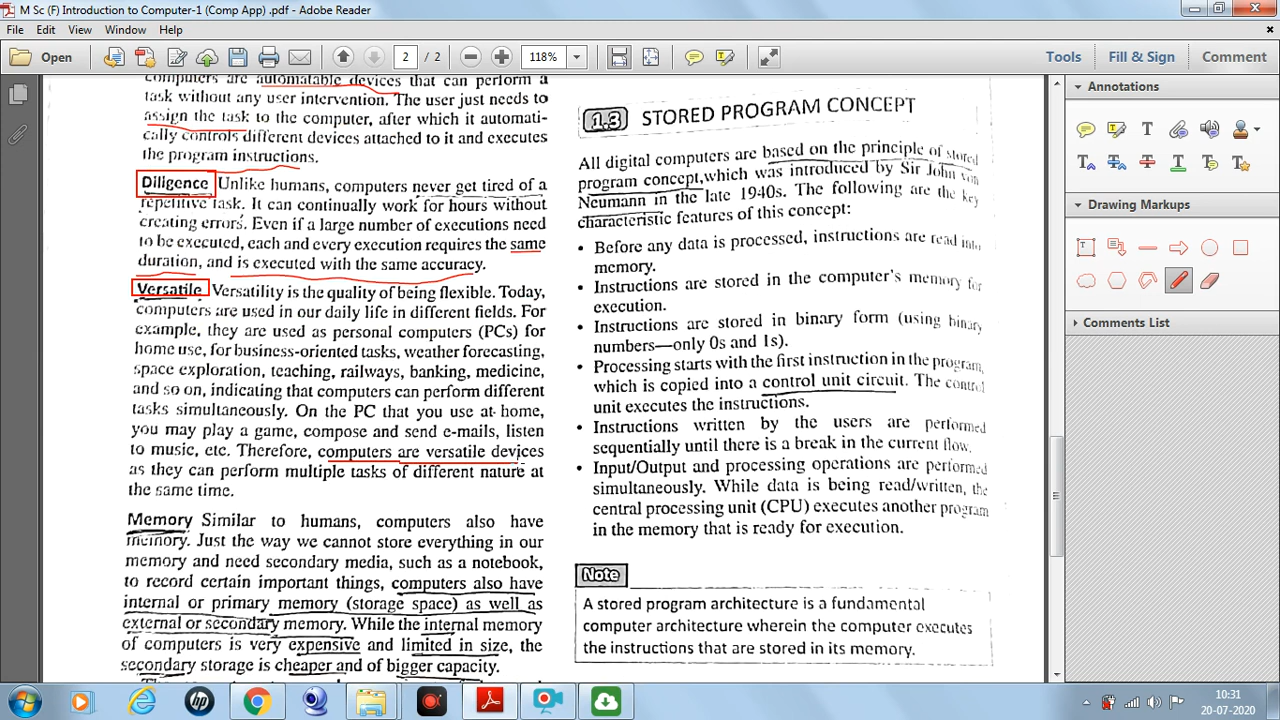 M Sc (F) Introduction to Computer-1 (Comp App) .pdf - Adobe Reader
File Edit View Window Help
Open 2 / 2 118% Tools Fill & Sign Comment
computers are automatable devices that can perform a
task without any user intervention. The user just needs to
assign the task to the computer, after which it automati-
cally controls different devices attached to it and executes
the program instructions.
Diligence Unlike humans, computers never get tired of a
repetitive task. It can continually work for hours without
creating errors. Even if a large number of executions need
to be executed, each and every execution requires the same
duration, and is executed with the same accuracy.
Versatile Versatility is the quality of being flexible. Today,
computers are used in our daily life in different fields. For
example, they are used as personal computers (PCs) for
home use, for business-oriented tasks, weather forecasting,
space exploration, teaching, railways, banking, medicine,
and so on, indicating that computers can perform different
tasks simultaneously. On the PC that you use at home,
you may play a game, compose and send e-mails, listen
to music, etc. Therefore, computers are versatile devices
as they can perform multiple tasks of different nature at
the same time.
Memory Similar to humans, computers also have
memory. Just the way we cannot store everything in our
memory and need secondary media, such as a notebook,
to record certain important things, computers also have
internal or primary memory (storage space) as well as
external or secondary memory. While the internal memory
of computers is very expensive and limited in size, the
secondary storage is cheaper and of bigger capacity.
1.3 STORED PROGRAM CONCEPT
All digital computers are based on the principle of stored
program concept, which was introduced by Sir John von
Neumann in the late 1940s. The following are the key
characteristic features of this concept:
• Before any data is processed, instructions are read into
memory.
• Instructions are stored in the computer's memory for
execution.
• Instructions are stored in binary form (using binary
numbers—only 0s and 1s).
• Processing starts with the first instruction in the program,
which is copied into a control unit circuit. The control
unit executes the instructions.
• Instructions written by the users are performed
sequentially until there is a break in the current flow.
• Input/Output and processing operations are performed
simultaneously. While data is being read/written, the
central processing unit (CPU) executes another program
in the memory that is ready for execution.
Note
A stored program architecture is a fundamental
computer architecture wherein the computer executes
the instructions that are stored in its memory.
Annotations
Drawing Markups
Comments List
10:31
20-07-2020